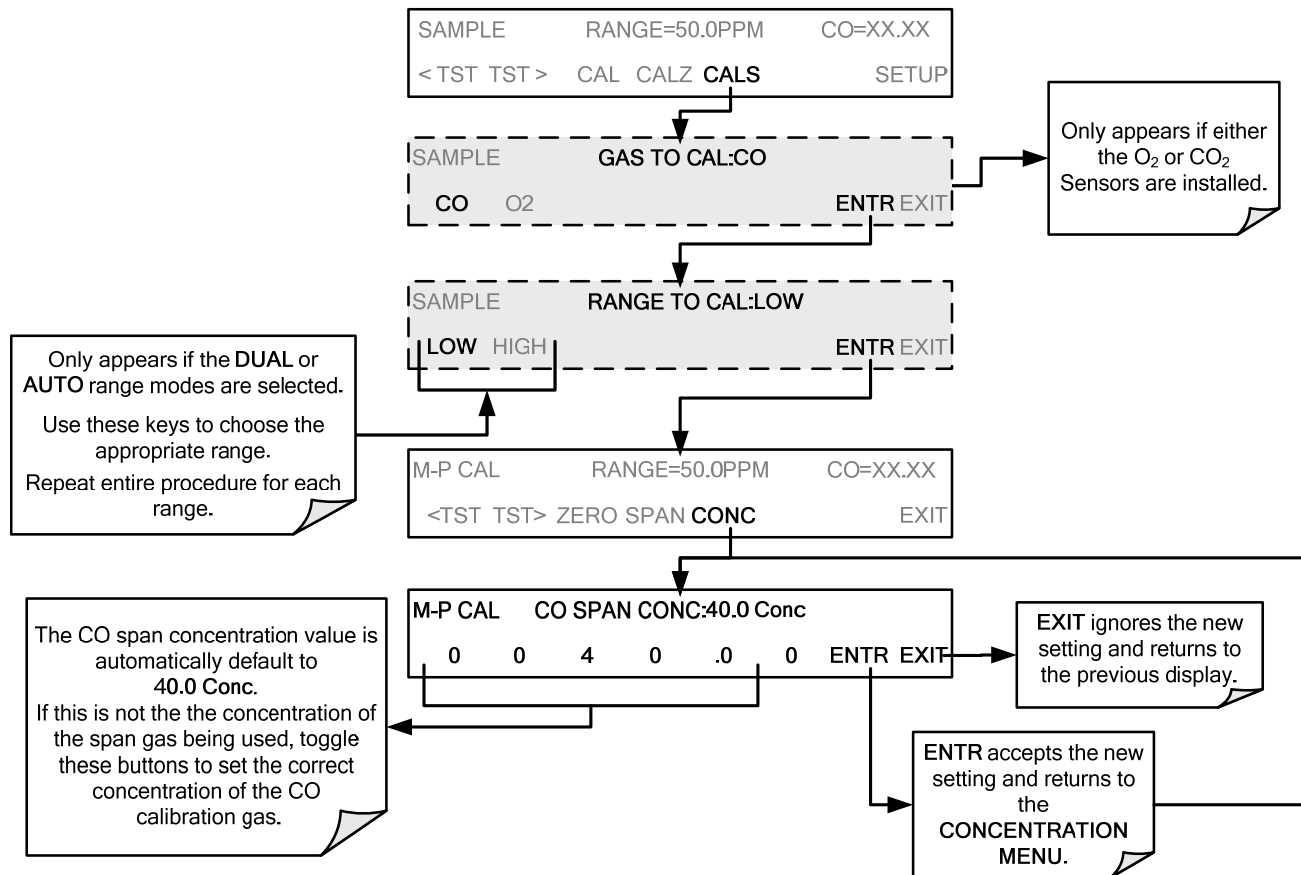 SAMPLE RANGE=50.0PPM CO=XX.XX
< TST TST > CAL CALZ CALS SETUP
SAMPLE GAS TO CAL:CO
CO O2 ENTR EXIT
Only appears if either
the O₂ or CO₂
Sensors are installed.
SAMPLE RANGE TO CAL:LOW
LOW HIGH ENTR EXIT
Only appears if the DUAL or
AUTO range modes are selected.
Use these keys to choose the
appropriate range.
Repeat entire procedure for each
range.
M-P CAL RANGE=50.0PPM CO=XX.XX
<TST TST> ZERO SPAN CONC EXIT
M-P CAL CO SPAN CONC:40.0 Conc
0 0 4 0 .0 0 ENTR EXIT
The CO span concentration value is
automatically default to
40.0 Conc.
If this is not the the concentration of
the span gas being used, toggle
these buttons to set the correct
concentration of the CO
calibration gas.
EXIT ignores the new
setting and returns to
the previous display.
ENTR accepts the new
setting and returns to
the
CONCENTRATION
MENU.